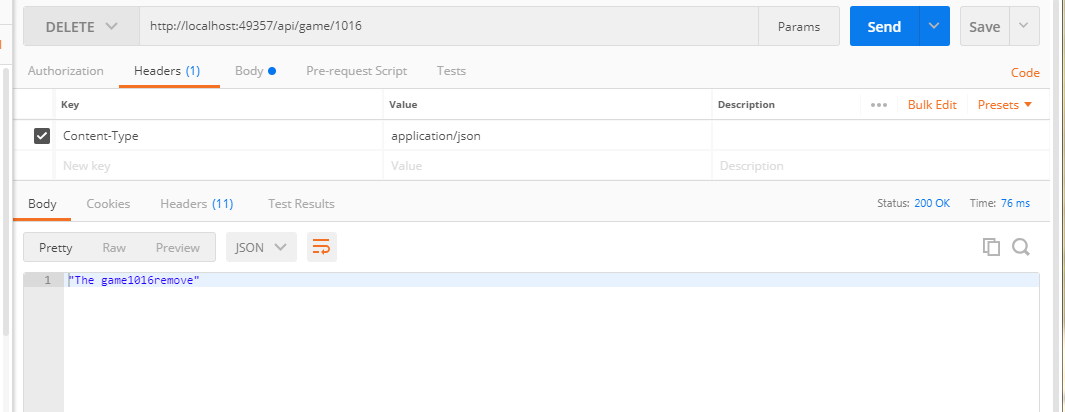 DELETE http://localhost:49357/api/game/1016 Params Send Save
Authorization Headers (1) Body Pre-request Script Tests Code
Key Value Description ••• Bulk Edit Presets
Content-Type application/json
New key Value Description
Body Cookies Headers (11) Test Results Status: 200 OK Time: 76 ms
Pretty Raw Preview JSON
1 "The game1016remove"